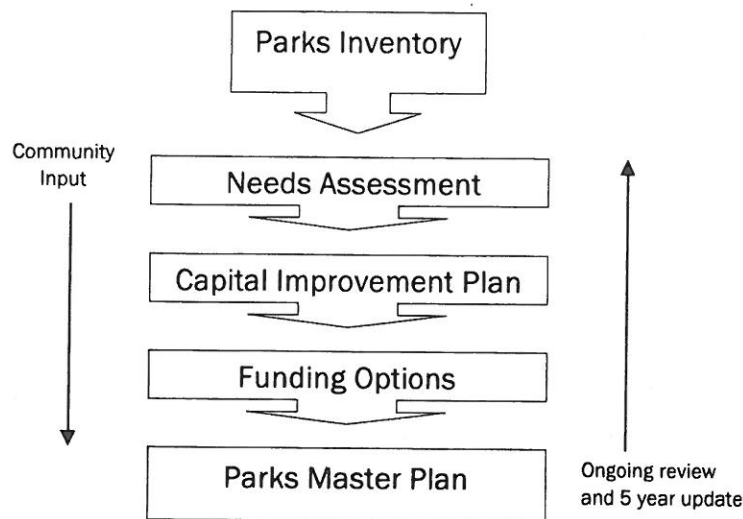 Parks Inventory
Community
Input
Needs Assessment
Capital Improvement Plan
Funding Options
Parks Master Plan
Ongoing review
and 5 year update